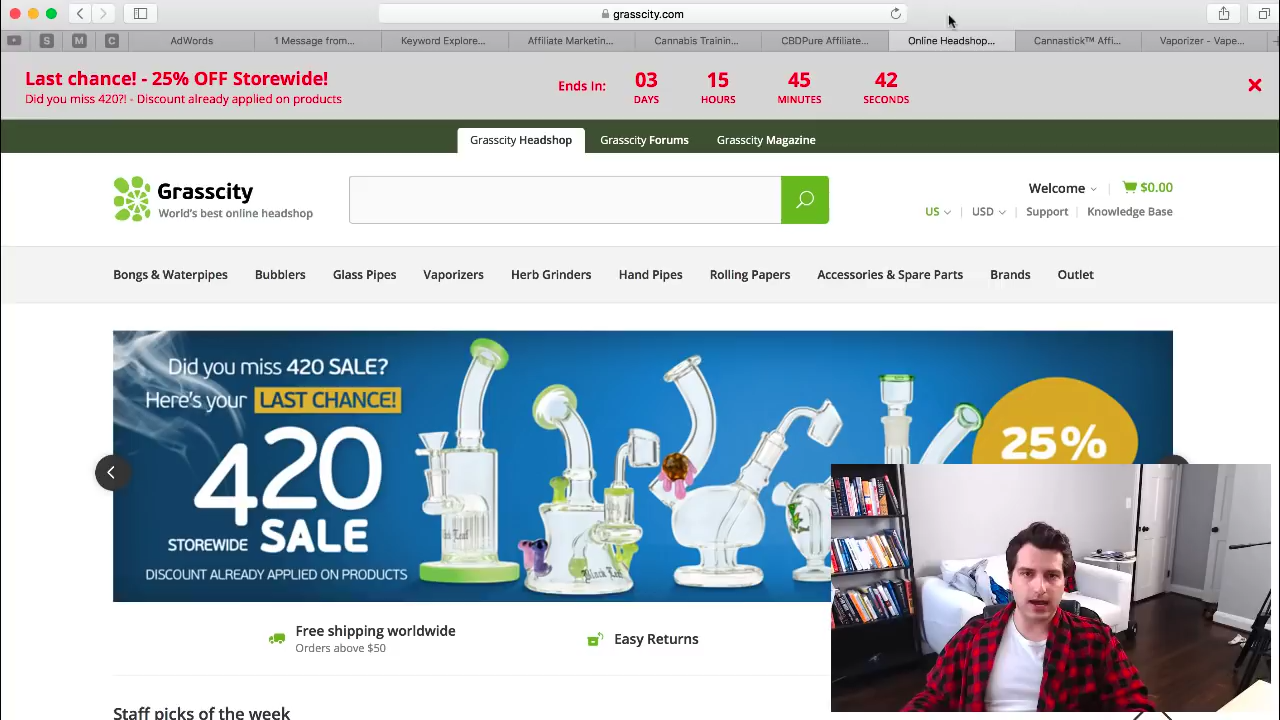 grasscity.com
S
M
C
AdWords
1 Message from...
Keyword Explore...
Affiliate Marketin...
Cannabis Trainin...
CBDPure Affiliate...
Online Headshop...
Cannastick™ Affi...
Vaporizer - Vape...
Last chance! - 25% OFF Storewide!
Did you miss 420?! - Discount already applied on products
Ends In:
03
DAYS
15
HOURS
45
MINUTES
42
SECONDS
Grasscity Headshop
Grasscity Forums
Grasscity Magazine
Grasscity
World's best online headshop
Welcome
$0.00
US
USD
Support
Knowledge Base
Bongs & Waterpipes
Bubblers
Glass Pipes
Vaporizers
Herb Grinders
Hand Pipes
Rolling Papers
Accessories & Spare Parts
Brands
Outlet
Did you miss 420 SALE?
Here's your LAST CHANCE!
420
STOREWIDE SALE
DISCOUNT ALREADY APPLIED ON PRODUCTS
25%
Black Leaf
Free shipping worldwide
Orders above $50
Easy Returns
Staff picks of the week